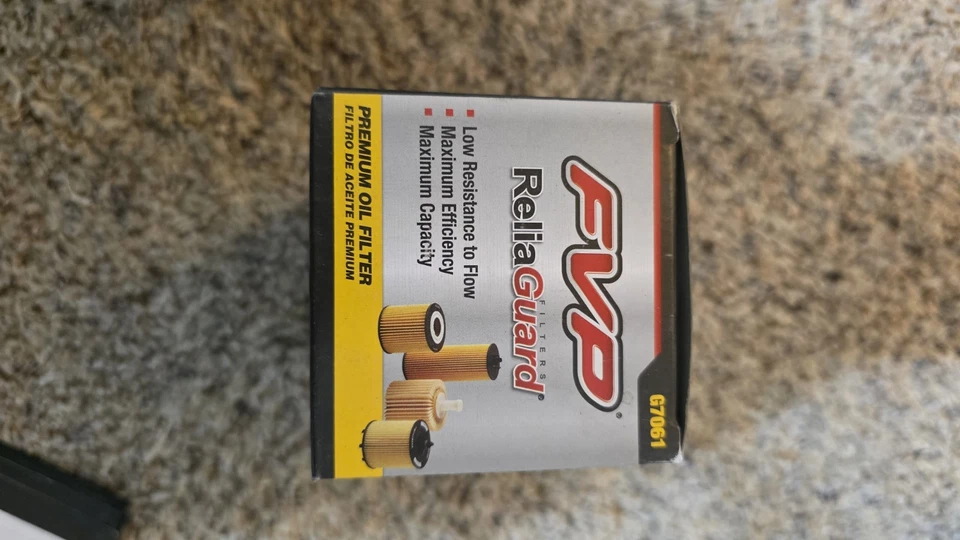 G7061
FVP®
ReliaGuard®
FILTERS
Low Resistance to Flow
Maximum Efficiency
Maximum Capacity
PREMIUM OIL FILTER
FILTRO DE ACEITE PREMIUM